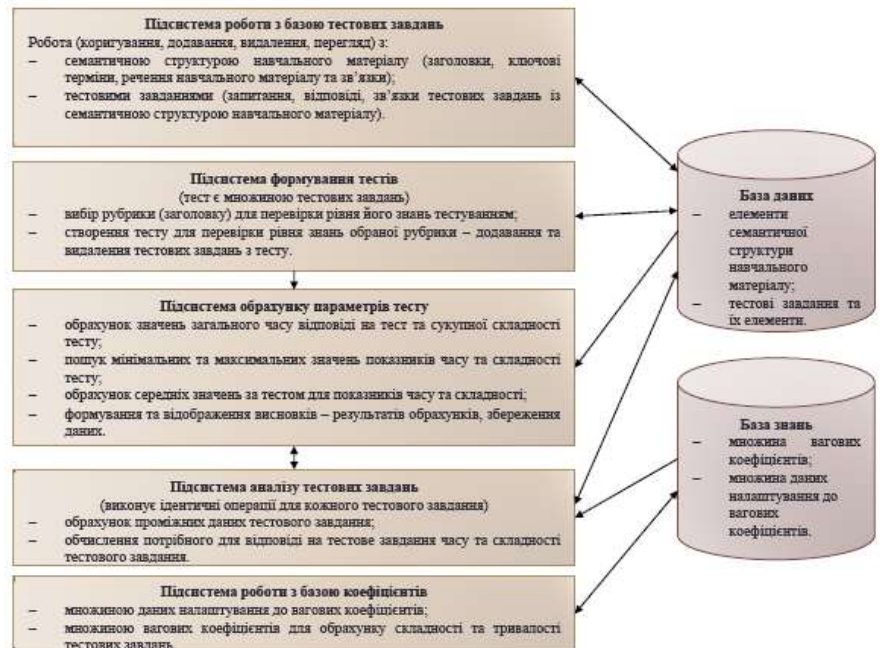 Підсистема роботи з базою тестових завдань
Робота (коригування, додавання, видалення, перегляд) з:
– семантичною структурою навчального матеріалу (заголовки, ключові
терміни, речення навчального матеріалу та зв’язки);
– тестовими завданнями (запитання, відповіді, зв’язки тестових завдань із
семантичною структурою навчального матеріалу).
Підсистема формування тестів
(тест є множиною тестових завдань)
– вибір рубрики (заголовку) для перевірки рівня його знань тестуванням;
– створення тесту для перевірки рівня знань обраної рубрики – додавання та
видалення тестових завдань з тесту.
Підсистема обрахунку параметрів тесту
– обрахунок значень загального часу відповіді на тест та сукупної складності
тесту;
– пошук мінімальних та максимальних значень показників часу та складності
тесту;
– обрахунок середніх значень за тестом для показників часу та складності;
– формування та відображення висновків – результатів обрахунків, збереження
даних.
Підсистема аналізу тестових завдань
(виконує ідентичні операції для кожного тестового завдання)
– обрахунок проміжних даних тестового завдання;
– обчислення потрібного для відповіді на тестове завдання часу та складності
тестового завдання.
Підсистема роботи з базою коефіцієнтів
– множиною даних налаштування до вагових коефіцієнтів;
– множиною вагових коефіцієнтів для обрахунку складності та тривалості
тестових завдань.
База даних
– елементи
семантичної
структури
навчального
матеріалу;
– тестові завдання та
їх елементи.
База знань
– множина вагових
коефіцієнтів;
– множина даних
налаштування до
вагових
коефіцієнтів.